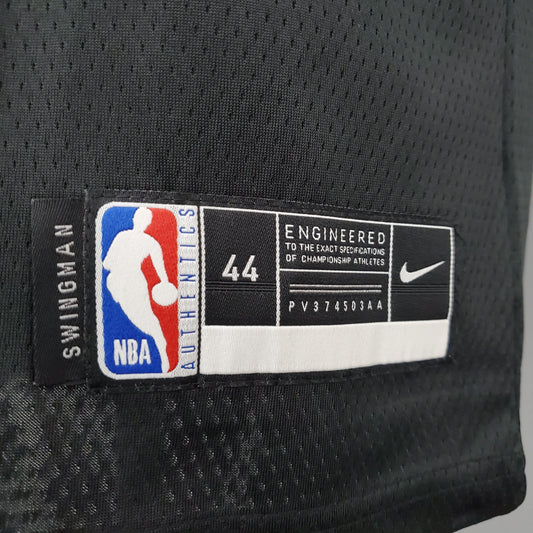 SWINGMAN
NBA
AUTHENTICS
44
ENGINEERED
TO THE EXACT SPECIFICATIONS
OF CHAMPIONSHIP ATHLETES
PV374503AA